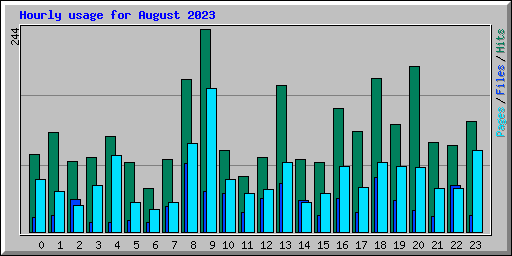 Hourly usage for August 2023
244
Pages / Files / Hits
0 1 2 3 4 5 6 7 8 9 10 11 12 13 14 15 16 17 18 19 20 21 22 23